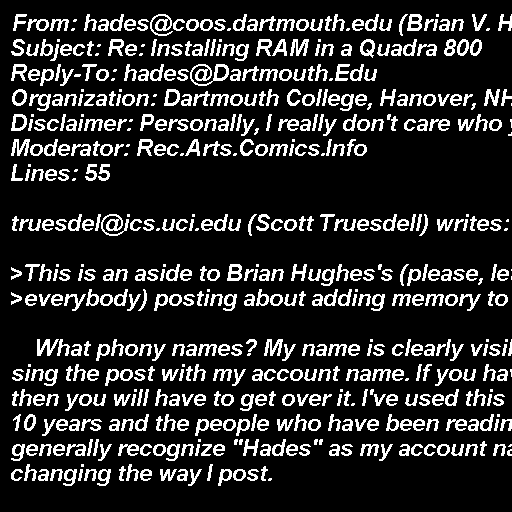 From: hades@coos.dartmouth.edu (Brian V. H
Subject: Re: Installing RAM in a Quadra 800
Reply-To: hades@Dartmouth.Edu
Organization: Dartmouth College, Hanover, NH
Disclaimer: Personally, I really don't care who y
Moderator: Rec.Arts.Comics.Info
Lines: 55

truesdel@ics.uci.edu (Scott Truesdell) writes:

>This is an aside to Brian Hughes's (please, let
>everybody) posting about adding memory to

What phony names? My name is clearly visi
sing the post with my account name. If you hav
then you will have to get over it. I've used this
10 years and the people who have been readin
generally recognize "Hades" as my account na
changing the way I post.